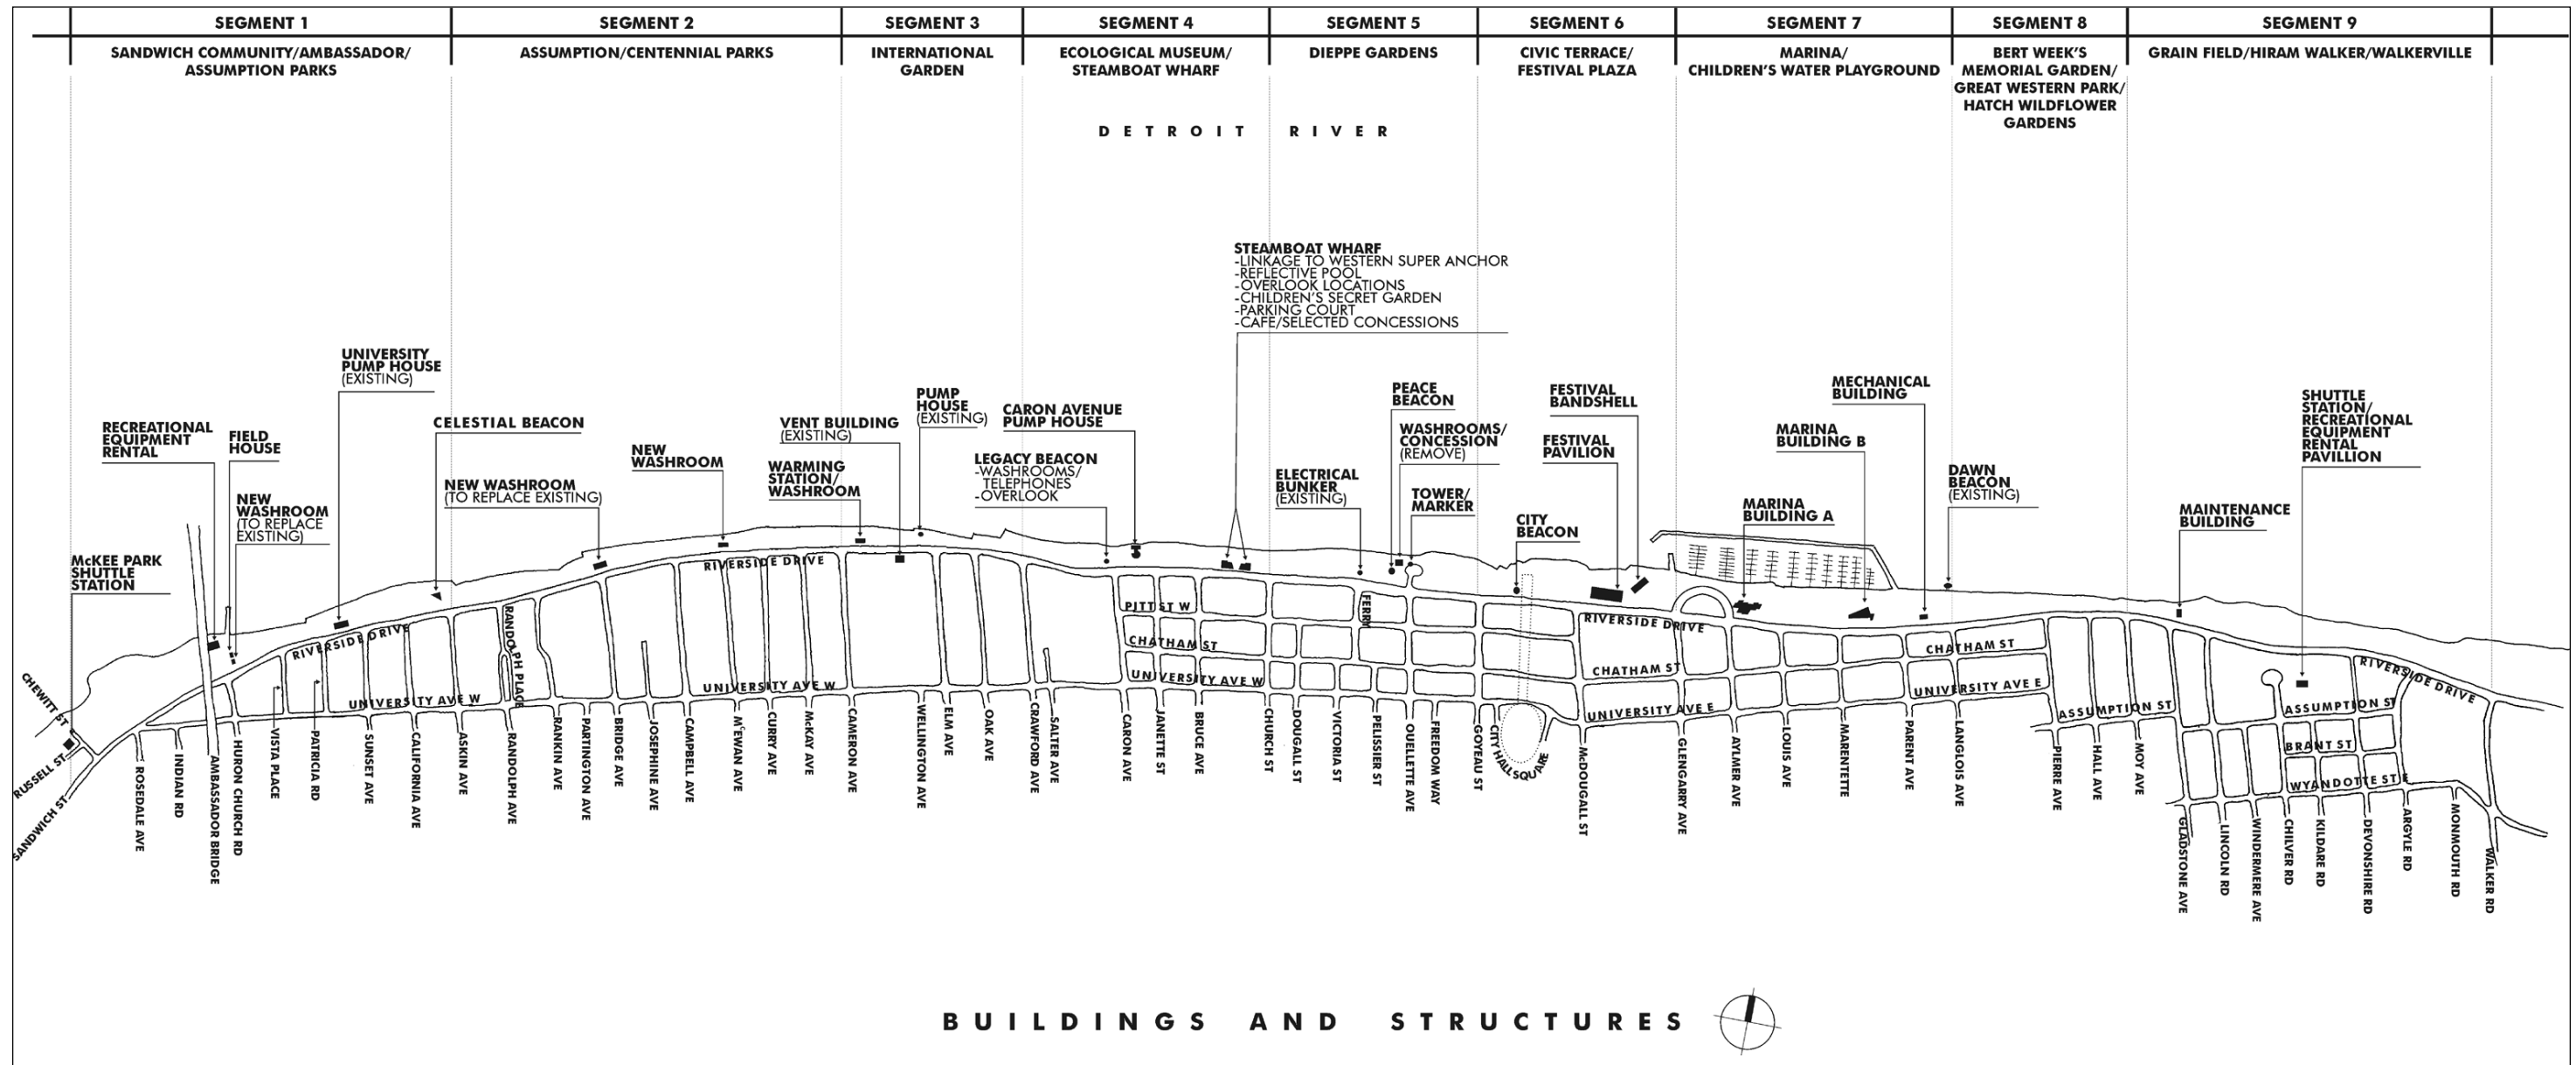 SEGMENT 1
SEGMENT 2
SEGMENT 3
SEGMENT 4
SEGMENT 5
SEGMENT 6
SEGMENT 7
SEGMENT 8
SEGMENT 9
SANDWICH COMMUNITY/AMBASSADOR/
ASSUMPTION PARKS
ASSUMPTION/CENTENNIAL PARKS
INTERNATIONAL
GARDEN
ECOLOGICAL MUSEUM/
STEAMBOAT WHARF
DIEPPE GARDENS
CIVIC TERRACE/
FESTIVAL PLAZA
MARINA/
CHILDREN'S WATER PLAYGROUND
BERT WEEK'S
MEMORIAL GARDEN/
GREAT WESTERN PARK/
HATCH WILDFLOWER
GARDENS
GRAIN FIELD/HIRAM WALKER/WALKERVILLE
DETROIT RIVER
STEAMBOAT WHARF
-LINKAGE TO WESTERN SUPER ANCHOR
-REFLECTIVE POOL
-OVERLOOK LOCATIONS
-CHILDREN'S SECRET GARDEN
-PARKING COURT
-CAFE/SELECTED CONCESSIONS
UNIVERSITY
PUMP HOUSE
(EXISTING)
RECREATIONAL
EQUIPMENT
RENTAL
FIELD
HOUSE
NEW
WASHROOM
(TO REPLACE
EXISTING)
McKEE PARK
SHUTTLE
STATION
CELESTIAL BEACON
NEW WASHROOM
(TO REPLACE EXISTING)
NEW
WASHROOM
VENT BUILDING
(EXISTING)
WARMING
STATION/
WASHROOM
PUMP
HOUSE
(EXISTING)
CARON AVENUE
PUMP HOUSE
LEGACY BEACON
-WASHROOMS/
TELEPHONES
-OVERLOOK
ELECTRICAL
BUNKER
(EXISTING)
PEACE
BEACON
WASHROOMS/
CONCESSION
(REMOVE)
TOWER/
MARKER
CITY
BEACON
FESTIVAL
BANDSHELL
FESTIVAL
PAVILION
MECHANICAL
BUILDING
MARINA
BUILDING B
MARINA
BUILDING A
DAWN
BEACON
(EXISTING)
MAINTENANCE
BUILDING
SHUTTLE
STATION/
RECREATIONAL
EQUIPMENT
RENTAL
PAVILLION
RIVERSIDE DRIVE
UNIVERSITY AVE W
RANDOLPH PLACE
RIVERSIDE DRIVE
UNIVERSITY AVE W
PITT ST W
CHATHAM ST
UNIVERSITY AVE W
FERRY
RIVERSIDE DRIVE
CHATHAM ST
UNIVERSITY AVE E
CHATHAM ST
UNIVERSITY AVE E
ASSUMPTION ST
RIVERSIDE DRIVE
ASSUMPTION ST
BRANT ST
WYANDOTTE ST E
CHEWITT ST
RUSSELL ST
SANDWICH ST
ROSEDALE AVE
INDIAN RD
AMBASSADOR BRIDGE
HURON CHURCH RD
VISTA PLACE
PATRICIA RD
SUNSET AVE
CALIFORNIA AVE
ASKIN AVE
RANDOLPH AVE
RANKIN AVE
PARTINGTON AVE
BRIDGE AVE
JOSEPHINE AVE
CAMPBELL AVE
McEWAN AVE
CURRY AVE
McKAY AVE
CAMERON AVE
WELLINGTON AVE
ELM AVE
OAK AVE
CRAWFORD AVE
SALTER AVE
CARON AVE
JANETTE ST
BRUCE AVE
CHURCH ST
DOUGALL ST
VICTORIA ST
PELISSIER ST
OUELLETTE AVE
FREEDOM WAY
GOYEAU ST
CITY HALL SQUARE
McDOUGALL ST
GLENGARRY AVE
AYLMER AVE
LOUIS AVE
MARENTETTE
PARENT AVE
LANGLOIS AVE
PIERRE AVE
HALL AVE
MOY AVE
GLADSTONE AVE
LINCOLN RD
WINDERMERE AVE
CHILVER RD
KILDARE RD
DEVONSHIRE RD
ARGYLE RD
MONMOUTH RD
WALKER RD
BUILDINGS AND STRUCTURES